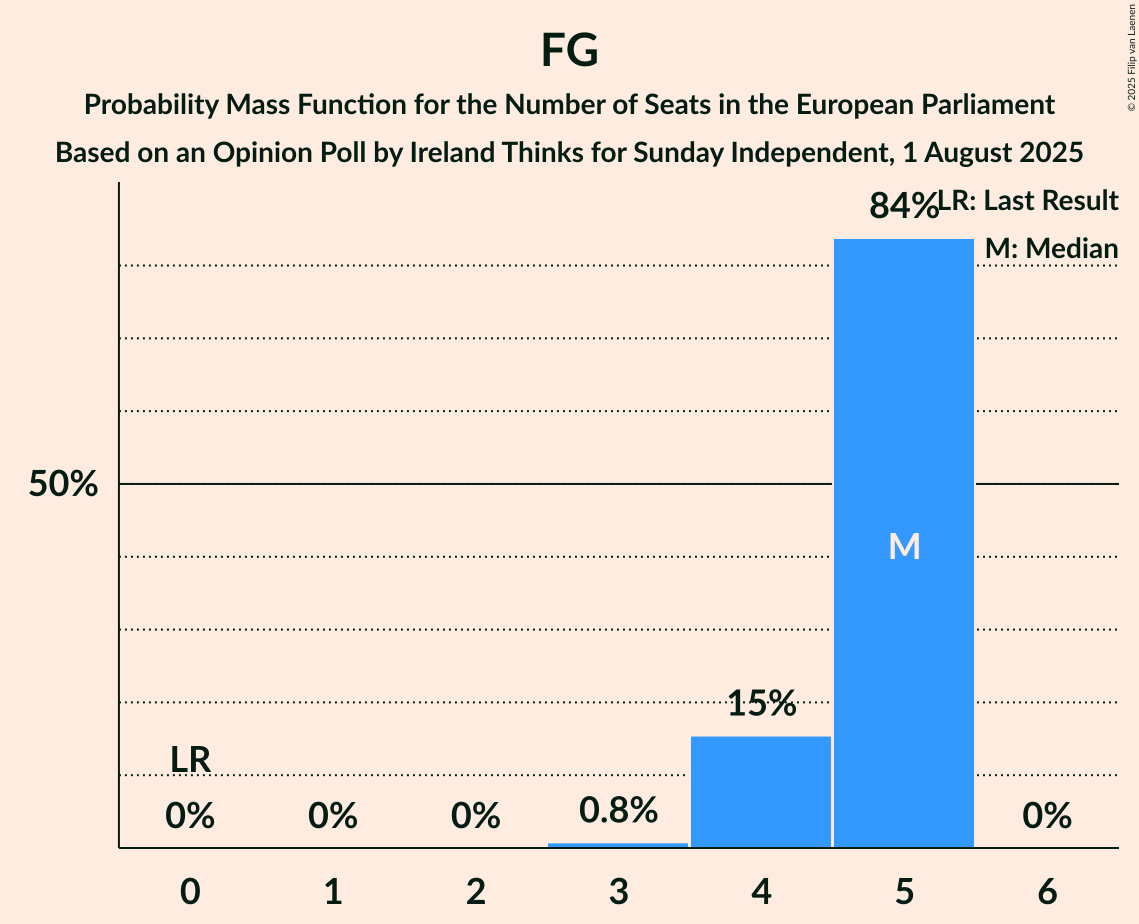 FG
Probability Mass Function for the Number of Seats in the European Parliament
Based on an Opinion Poll by Ireland Thinks for Sunday Independent, 1 August 2025
© 2025 Filip van Laenen
84%
LR: Last Result
M: Median
50%
M
15%
LR
0%
0%
0%
0.8%
0%
0 1 2 3 4 5 6